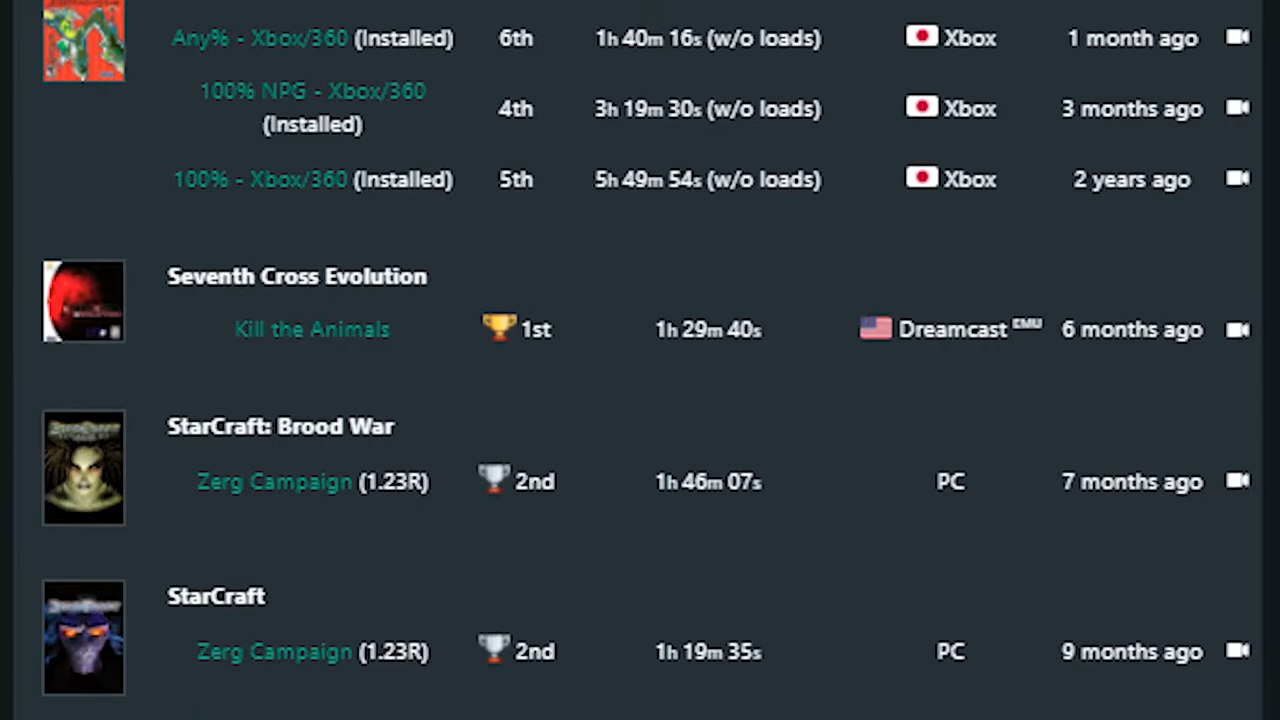 Any% - Xbox/360 (Installed) 6th 1h 40m 16s (w/o loads) Xbox 1 month ago
100% NPG - Xbox/360
(Installed) 4th 3h 19m 30s (w/o loads) Xbox 3 months ago
100% - Xbox/360 (Installed) 5th 5h 49m 54s (w/o loads) Xbox 2 years ago
Seventh Cross Evolution
Kill the Animals 1st 1h 29m 40s Dreamcast EMU 6 months ago
StarCraft: Brood War
Zerg Campaign (1.23R) 2nd 1h 46m 07s PC 7 months ago
StarCraft
Zerg Campaign (1.23R) 2nd 1h 19m 35s PC 9 months ago